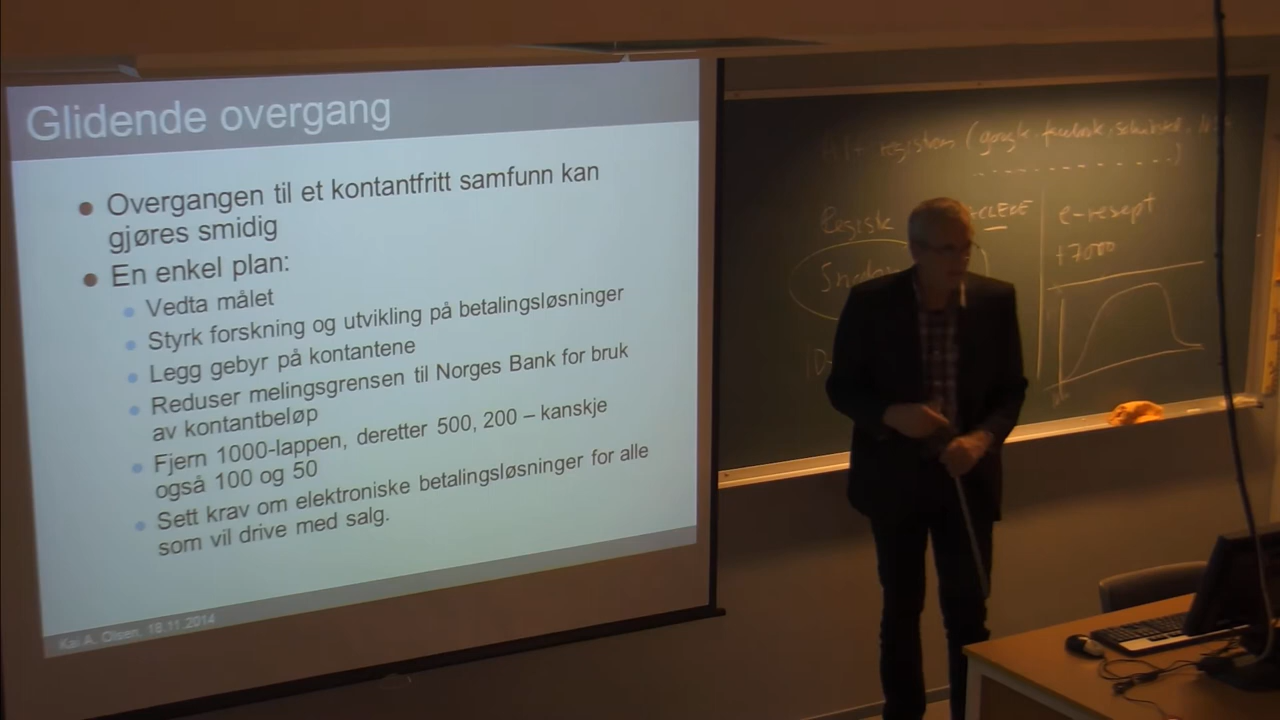 Glidende overgang
Overgangen til et kontantfritt samfunn kan
gjøres smidig
En enkel plan:
Vedta målet
Styrk forskning og utvikling på betalingsløsninger
Legg gebyr på kontantene
Reduser melingsgrensen til Norges Bank for bruk
av kontantbeløp
Fjern 1000-lappen, deretter 500, 200 – kanskje
også 100 og 50
Sett krav om elektroniske betalingsløsninger for alle
som vil drive med salg.
Kai A. Olsen, 18.11.2014
e-resept
+7000